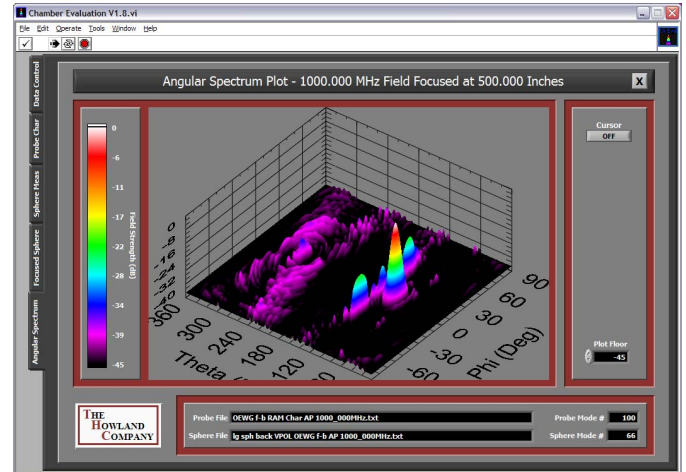 Chamber Evaluation V1.8.vi
File Edit Operate Tools Window Help
Angular Spectrum Plot - 1000.000 MHz Field Focused at 500.000 Inches
X
Data Control
Probe Char
Sphere Meas
Focused Sphere
Angular Spectrum
0
-6
-11
-17
-22
-28
-34
-39
-45
Field Strength (dB)
0
-8
-16
-24
-32
-40
360
300
240
180
120
Theta
90
60
30
0
-30
-60
Phi (Deg)
Cursor
OFF
Plot Floor
-45
THE
HOWLAND
COMPANY
Probe File OEWG f-b RAM Char AP 1000_000MHz.txt Probe Mode # 100
Sphere File lg sph back VPOL OEWG f-b AP 1000_000MHz.txt Sphere Mode # 66